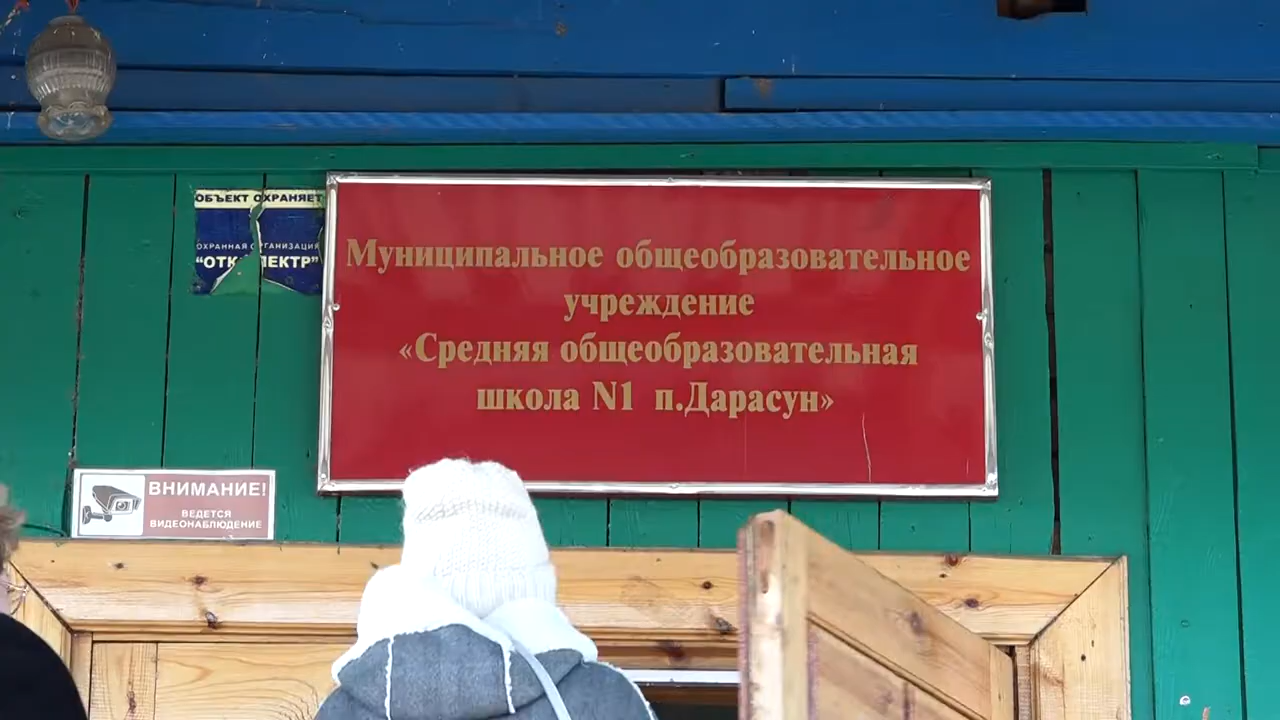 ОБЪЕКТ ОХРАНЯЕТ
ОХРАННАЯ ОРГАНИЗАЦИЯ
Муниципальное общеобразовательное
учреждение
«Средняя общеобразовательная
школа N1 п.Дарасун»
ВНИМАНИЕ!
ВЕДЕТСЯ
ВИДЕОНАБЛЮДЕНИЕ